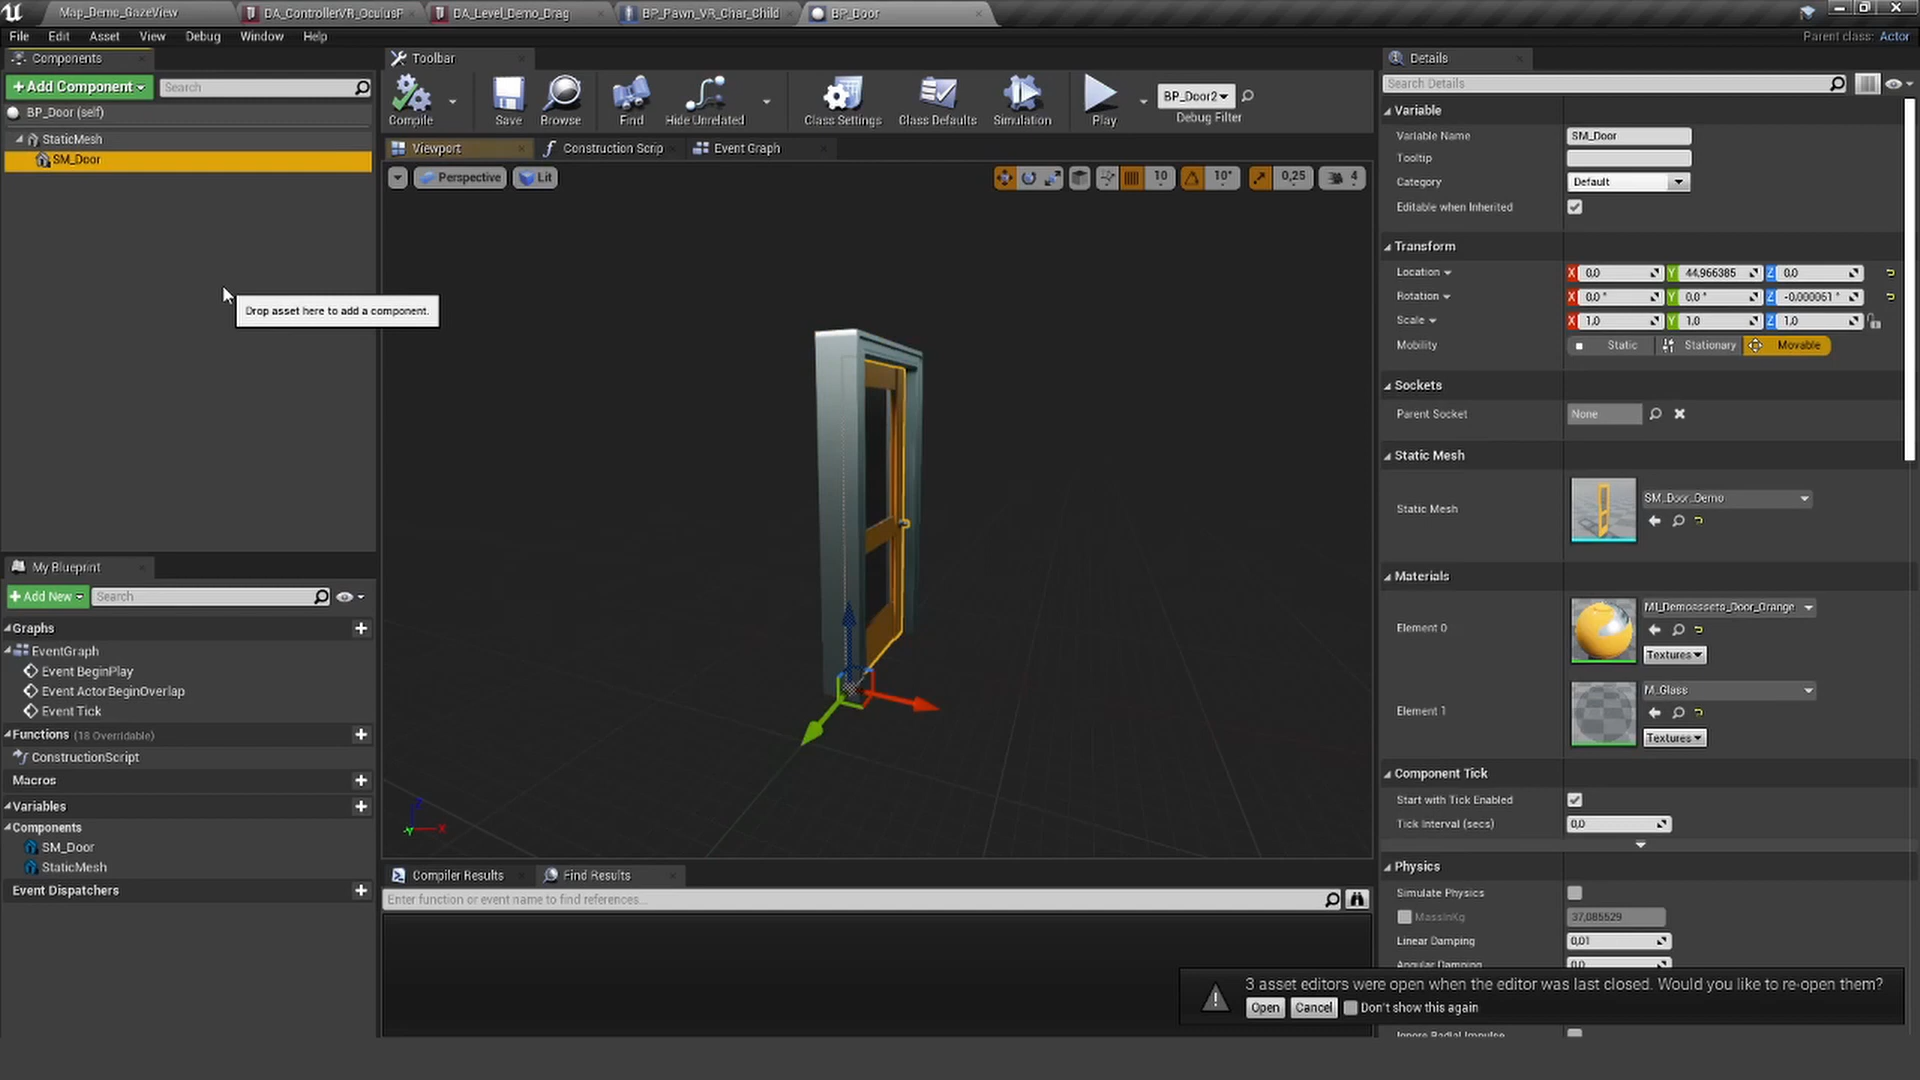 Map_Demo_GazeView
DA_ControllerVR_OculusP
DA_Level_Demo_Drag
BP_Pawn_VR_Char_Child
BP_Door
File Edit Asset View Debug Window Help
Parent class: Actor
Components
+Add Component
Search
BP_Door (self)
StaticMesh
SM_Door
Drop asset here to add a component.
My Blueprint
+Add New
Search
Graphs
EventGraph
Event BeginPlay
Event ActorBeginOverlap
Event Tick
Functions (18 Overridable)
ConstructionScript
Macros
Variables
Components
SM_Door
StaticMesh
Event Dispatchers
Toolbar
Compile
Save
Browse
Find
Hide Unrelated
Class Settings
Class Defaults
Simulation
Play
BP_Door2
Debug Filter
Viewport
Construction Scrip
Event Graph
Perspective
Lit
10
10°
0,25
4
Z
X
Y
Compiler Results
Find Results
Enter function or event name to find references...
Details
Search Details
Variable
Variable Name SM_Door
Tooltip
Category Default
Editable when Inherited
Transform
Location X 0,0 Y 44,966385 Z 0,0
Rotation X 0,0 ° Y 0,0 ° Z -0,000061 °
Scale X 1,0 Y 1,0 Z 1,0
Mobility Static Stationary Movable
Sockets
Parent Socket None
Static Mesh
Static Mesh SM_Door_Demo
Materials
Element 0 MI_Demoassets_Door_Orange
Textures
Element 1 M_Glass
Textures
Component Tick
Start with Tick Enabled
Tick Interval (secs) 0,0
Physics
Simulate Physics
MassInKg 37,085529
Linear Damping 0,01
Angular Damping 0,0
3 asset editors were open when the editor was last closed. Would you like to re-open them?
Open Cancel Don't show this again
Ignore Radial Impulse